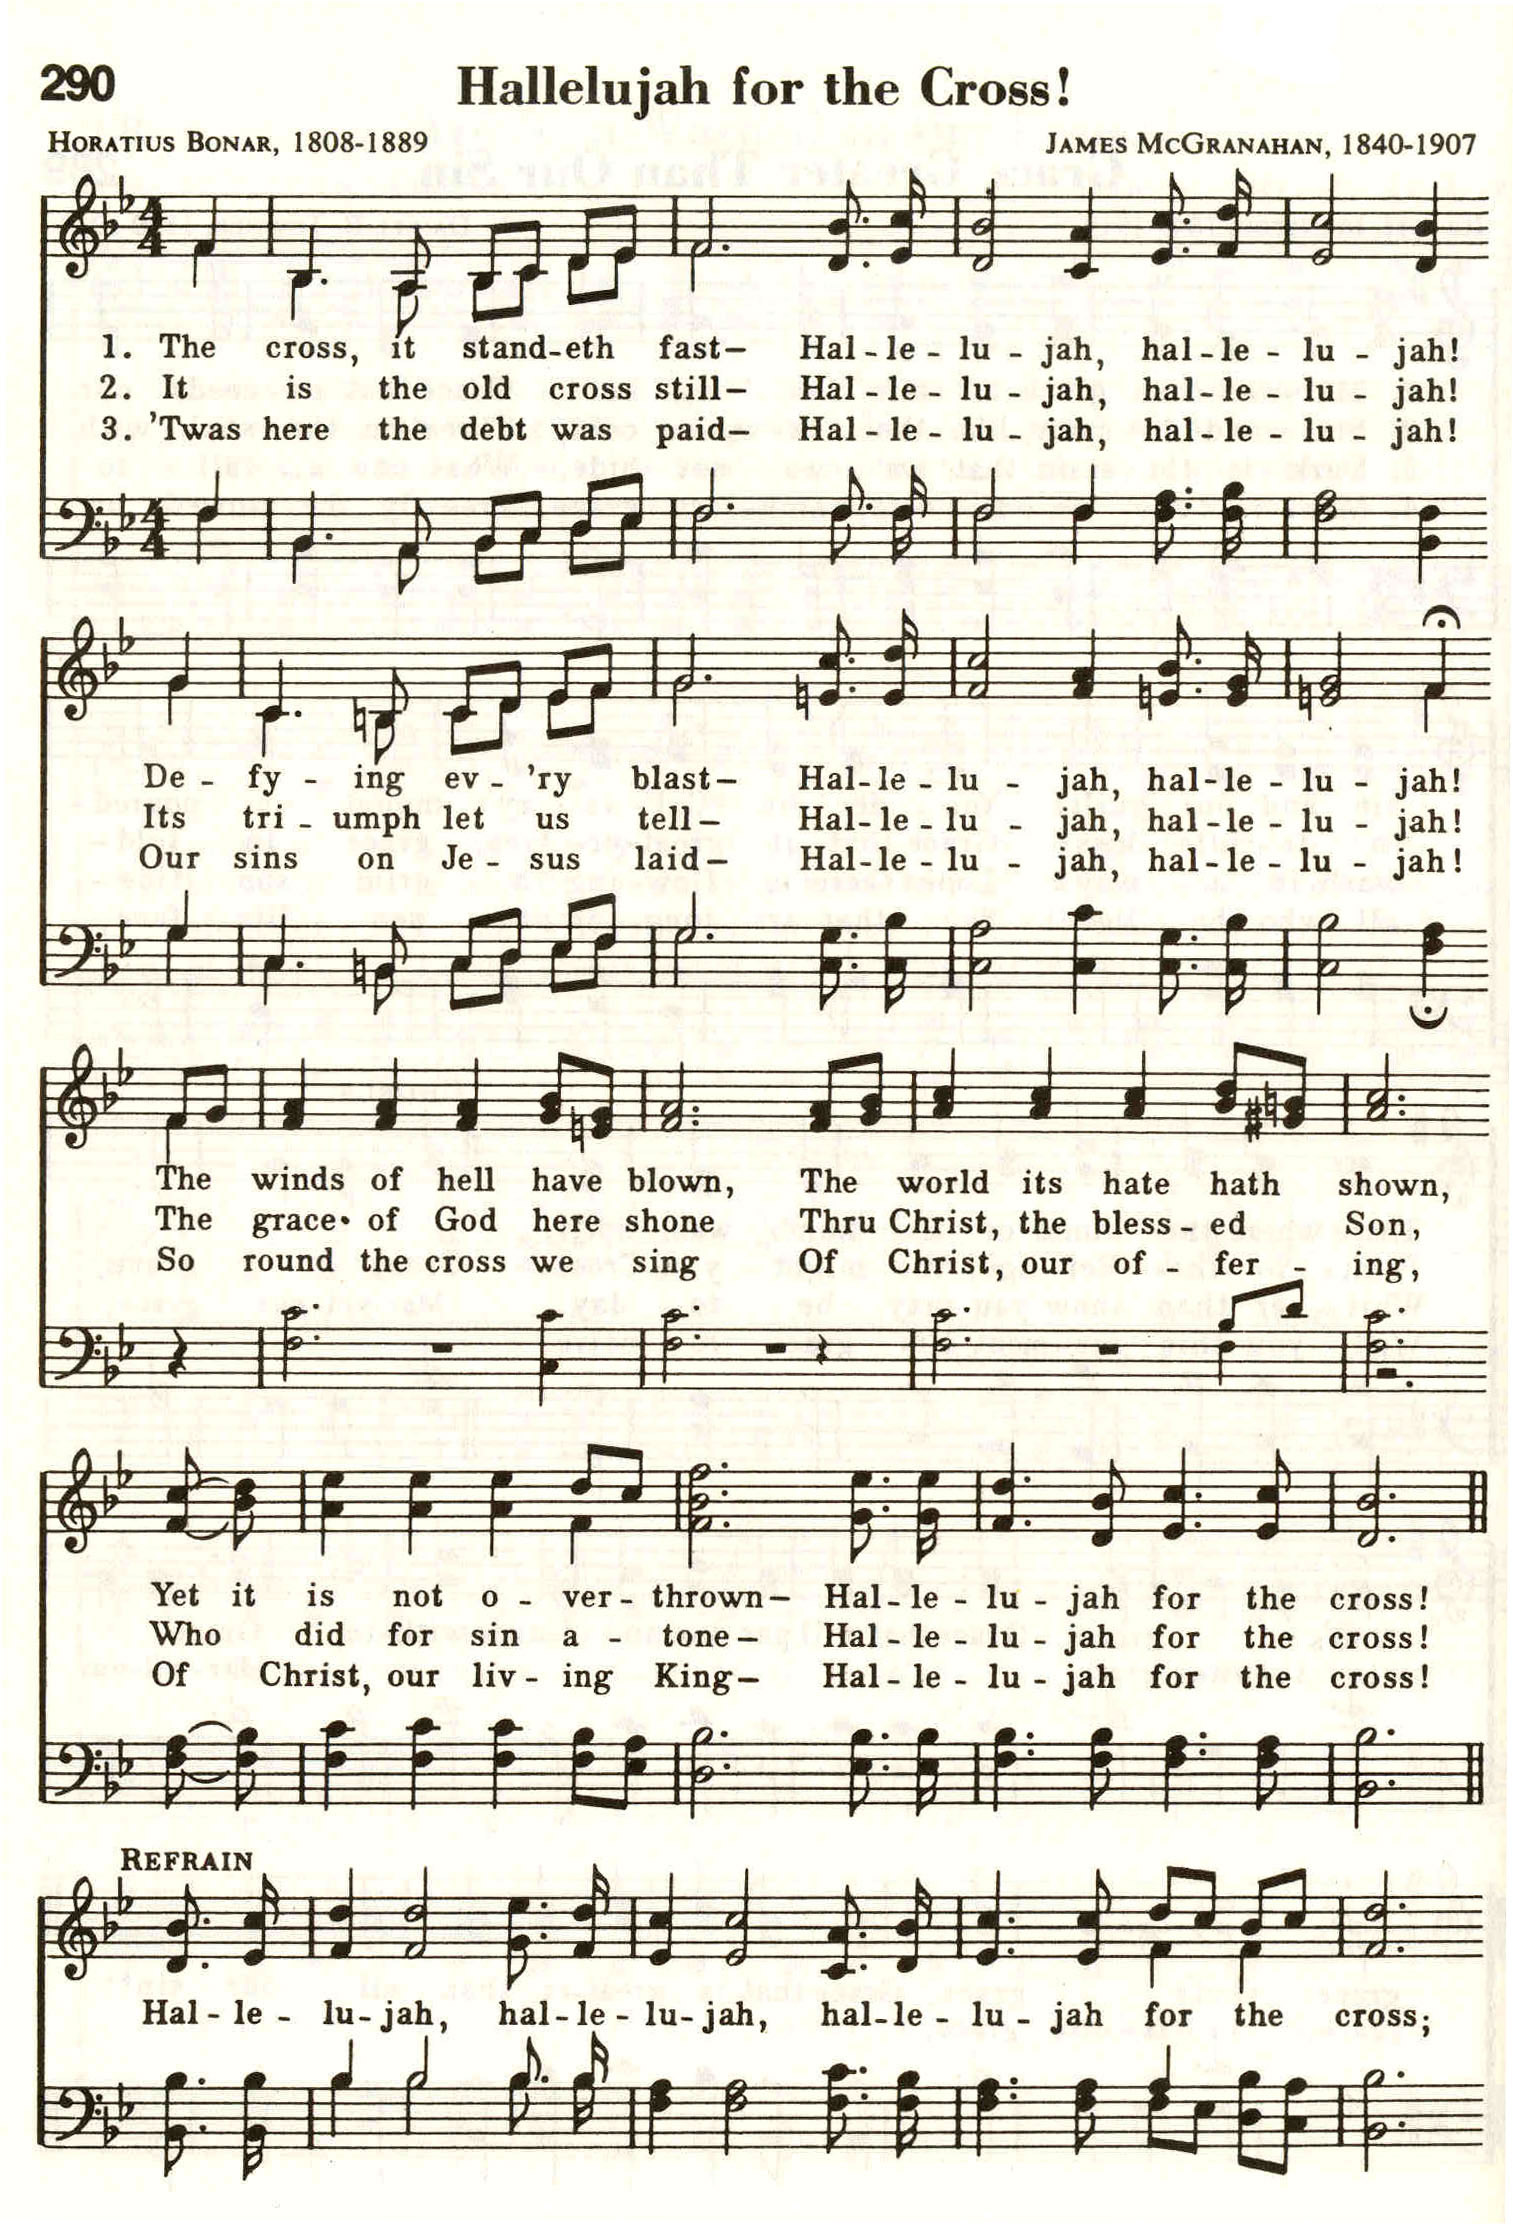 290
Hallelujah for the Cross!
HORATIUS BONAR, 1808-1889
JAMES MCGRANAHAN, 1840-1907
1. The cross, it stand-eth fast— Hal-le-lu-jah, hal-le-lu-jah!
2. It is the old cross still— Hal-le-lu-jah, hal-le-lu-jah!
3. 'Twas here the debt was paid— Hal-le-lu-jah, hal-le-lu-jah!
De-fy-ing ev-'ry blast— Hal-le-lu-jah, hal-le-lu-jah!
Its tri-umph let us tell— Hal-le-lu-jah, hal-le-lu-jah!
Our sins on Je-sus laid— Hal-le-lu-jah, hal-le-lu-jah!
The winds of hell have blown, The world its hate hath shown,
The grace of God here shone Thru Christ, the bless-ed Son,
So round the cross we sing Of Christ, our of-fer-ing,
Yet it is not o-ver-thrown— Hal-le-lu-jah for the cross!
Who did for sin a-tone— Hal-le-lu-jah for the cross!
Of Christ, our liv-ing King— Hal-le-lu-jah for the cross!
REFRAIN
Hal-le-lu-jah, hal-le-lu-jah, hal-le-lu-jah for the cross;